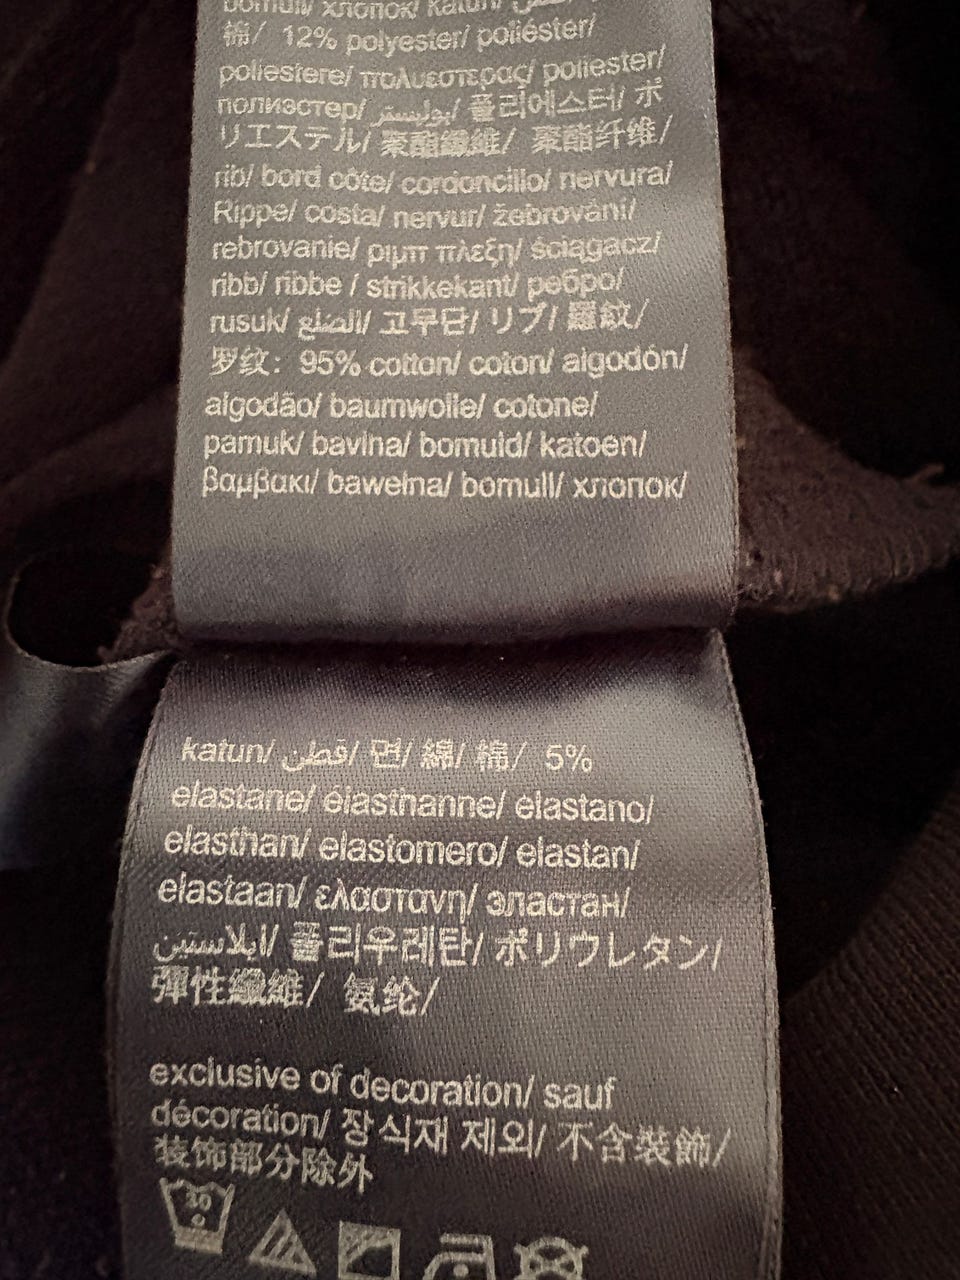 bomull/ хлопок/ katun/ قطن/
棉/ 12% polyester/ poliéster/
poliestere/ πολυεστερας/ poliester/
полиэстер/ بوليستر/ 폴리에스터/ ポ
リエステル/ 聚酯纖維/ 聚酯纤维/
rib/ bord côte/ cordoncillo/ nervura/
Rippe/ costa/ nervur/ žebrování/
rebrovanie/ ριμπ πλεξη/ ściągacz/
ribb/ ribbe / strikkekant/ ребро/
rusuk/ الضلع/ 고무단/ リブ/ 羅紋/
罗纹: 95% cotton/ coton/ algodón/
algodão/ baumwolle/ cotone/
pamuk/ bavlna/ bomuld/ katoen/
βαμβακι/ bawełna/ bomull/ хлопок/
katun/ قطن/ 면/ 綿/ 棉/ 5%
elastane/ élasthanne/ elastano/
elasthan/ elastomero/ elastan/
elastaan/ ελαστανη/ эластан/
ايلاستين/ 폴리우레탄/ ポリウレタン/
彈性纖維/ 氨纶/
exclusive of decoration/ sauf
décoration/ 장식재 제외/ 不含裝飾/
装饰部分除外
30